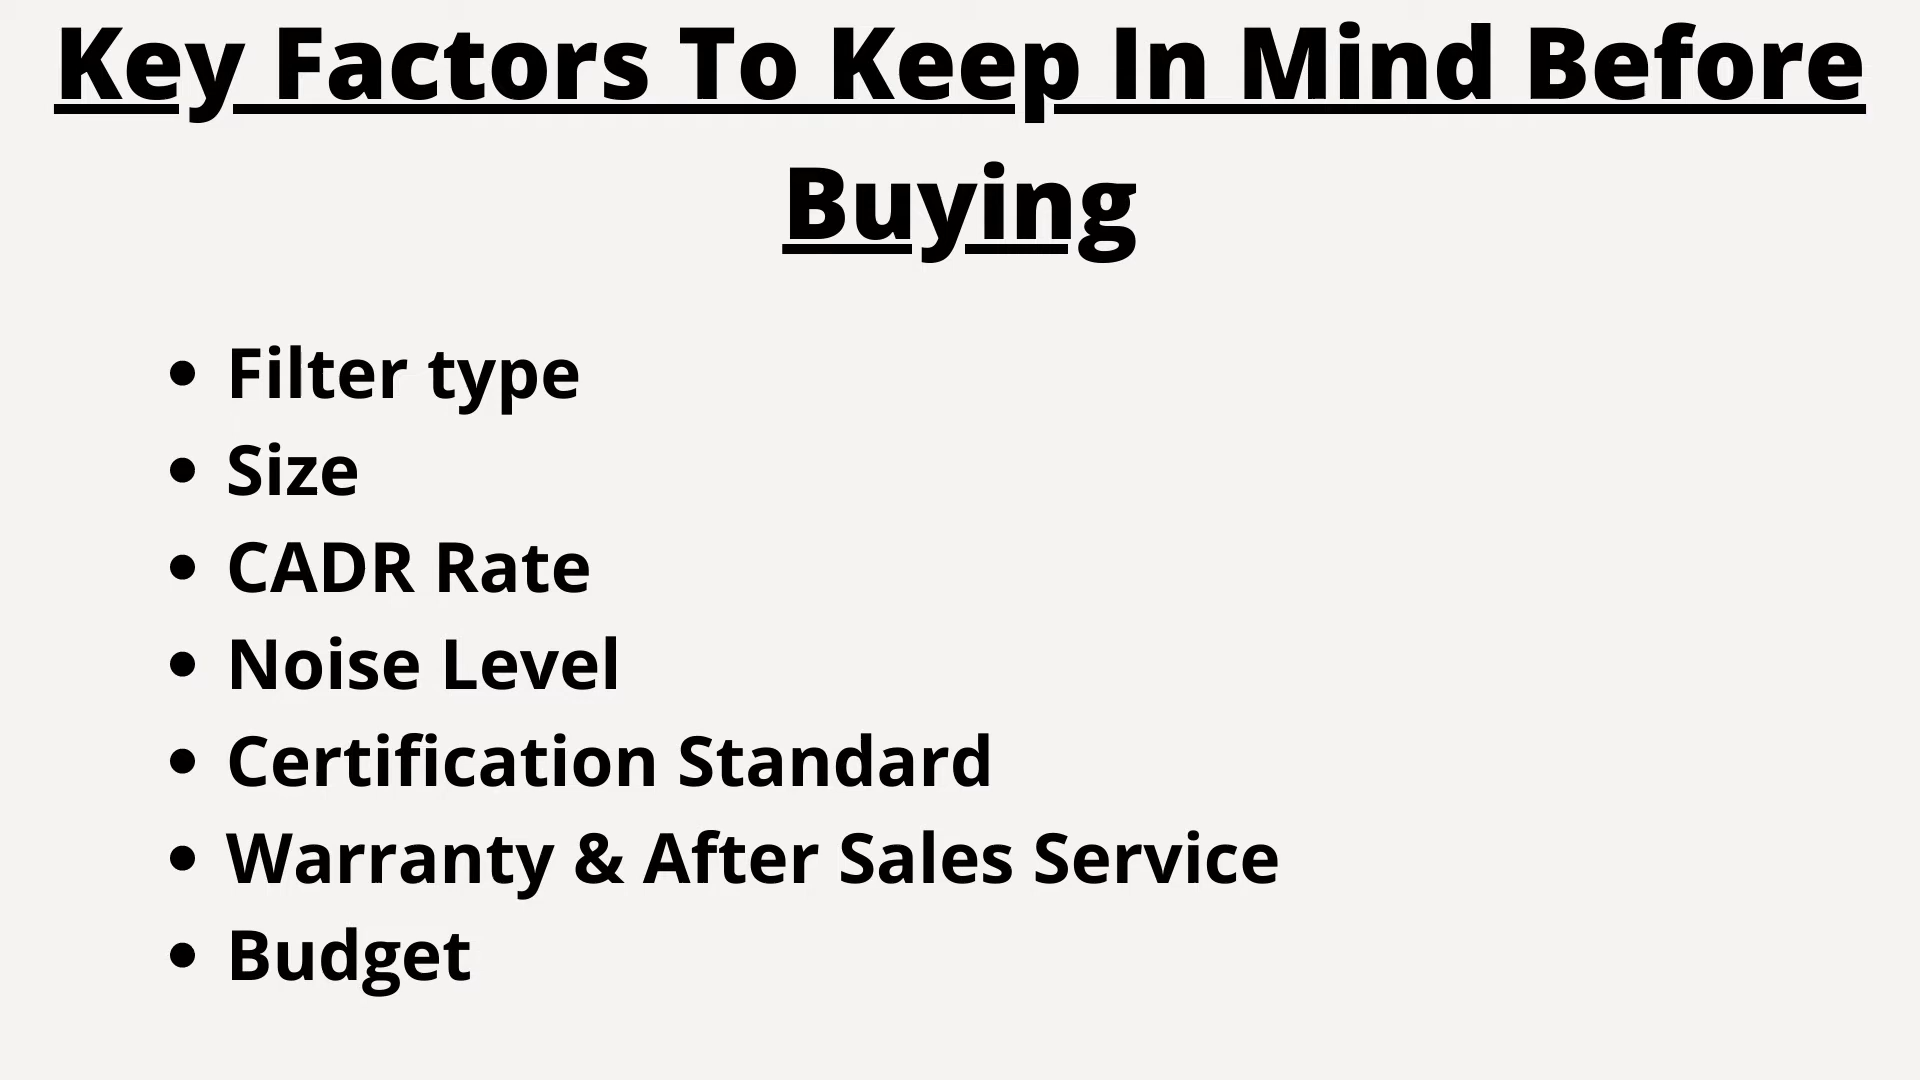 Key Factors To Keep In Mind Before
Buying
• Filter type
• Size
• CADR Rate
• Noise Level
• Certification Standard
• Warranty & After Sales Service
• Budget